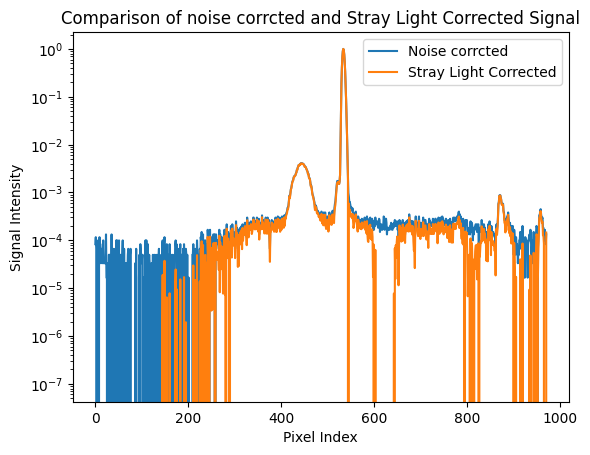 Comparison of noise corrcted and Stray Light Corrected Signal
Noise corrcted
Stray Light Corrected
Signal Intensity
10⁰
10⁻¹
10⁻²
10⁻³
10⁻⁴
10⁻⁵
10⁻⁶
10⁻⁷
0 200 400 600 800 1000
Pixel Index